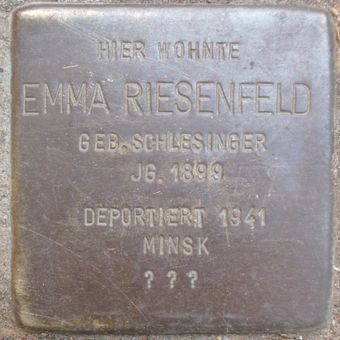 HIER WOHNTE
EMMA RIESENFELD
GEB. SCHLESINGER
JG. 1899
DEPORTIERT 1941
MINSK
? ? ?